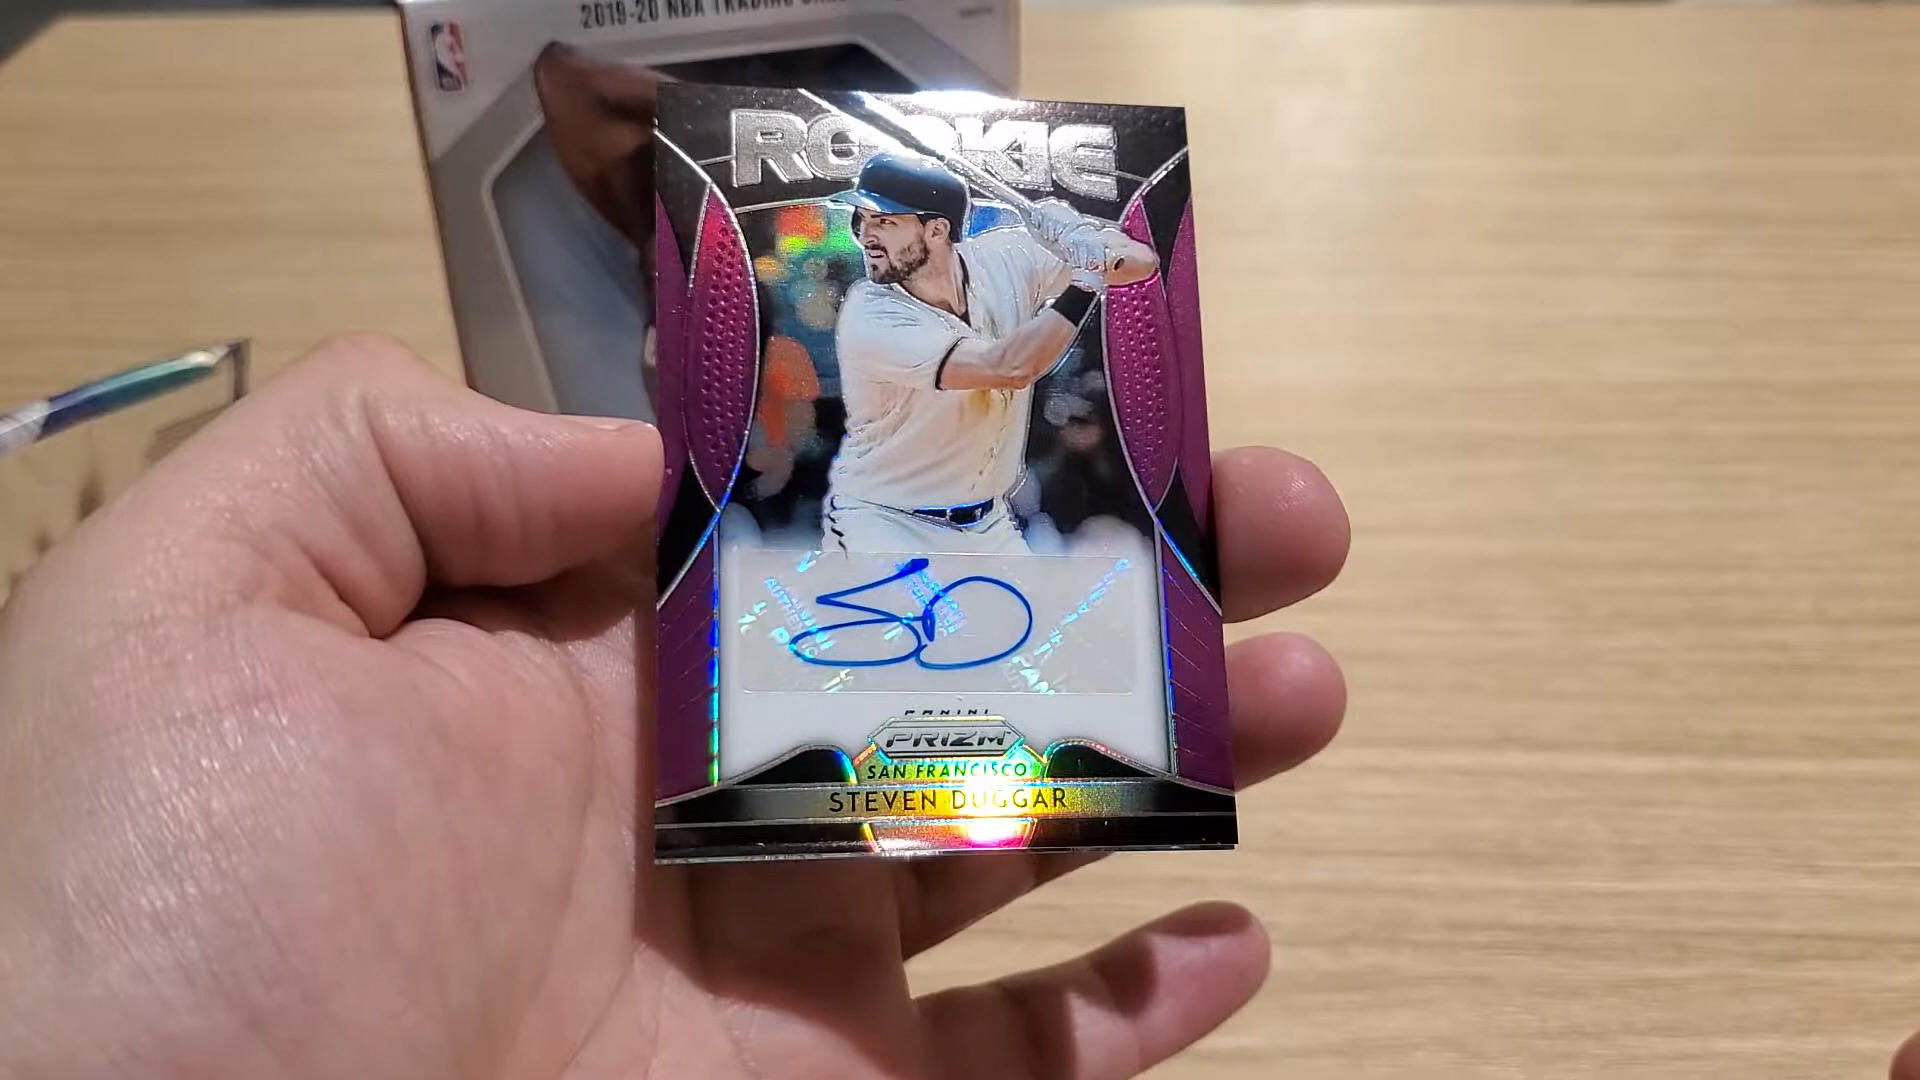 2019-20 NBA TRADING
ROOKIE
PANINI
PRIZM
SAN FRANCISCO
STEVEN DUGGAR